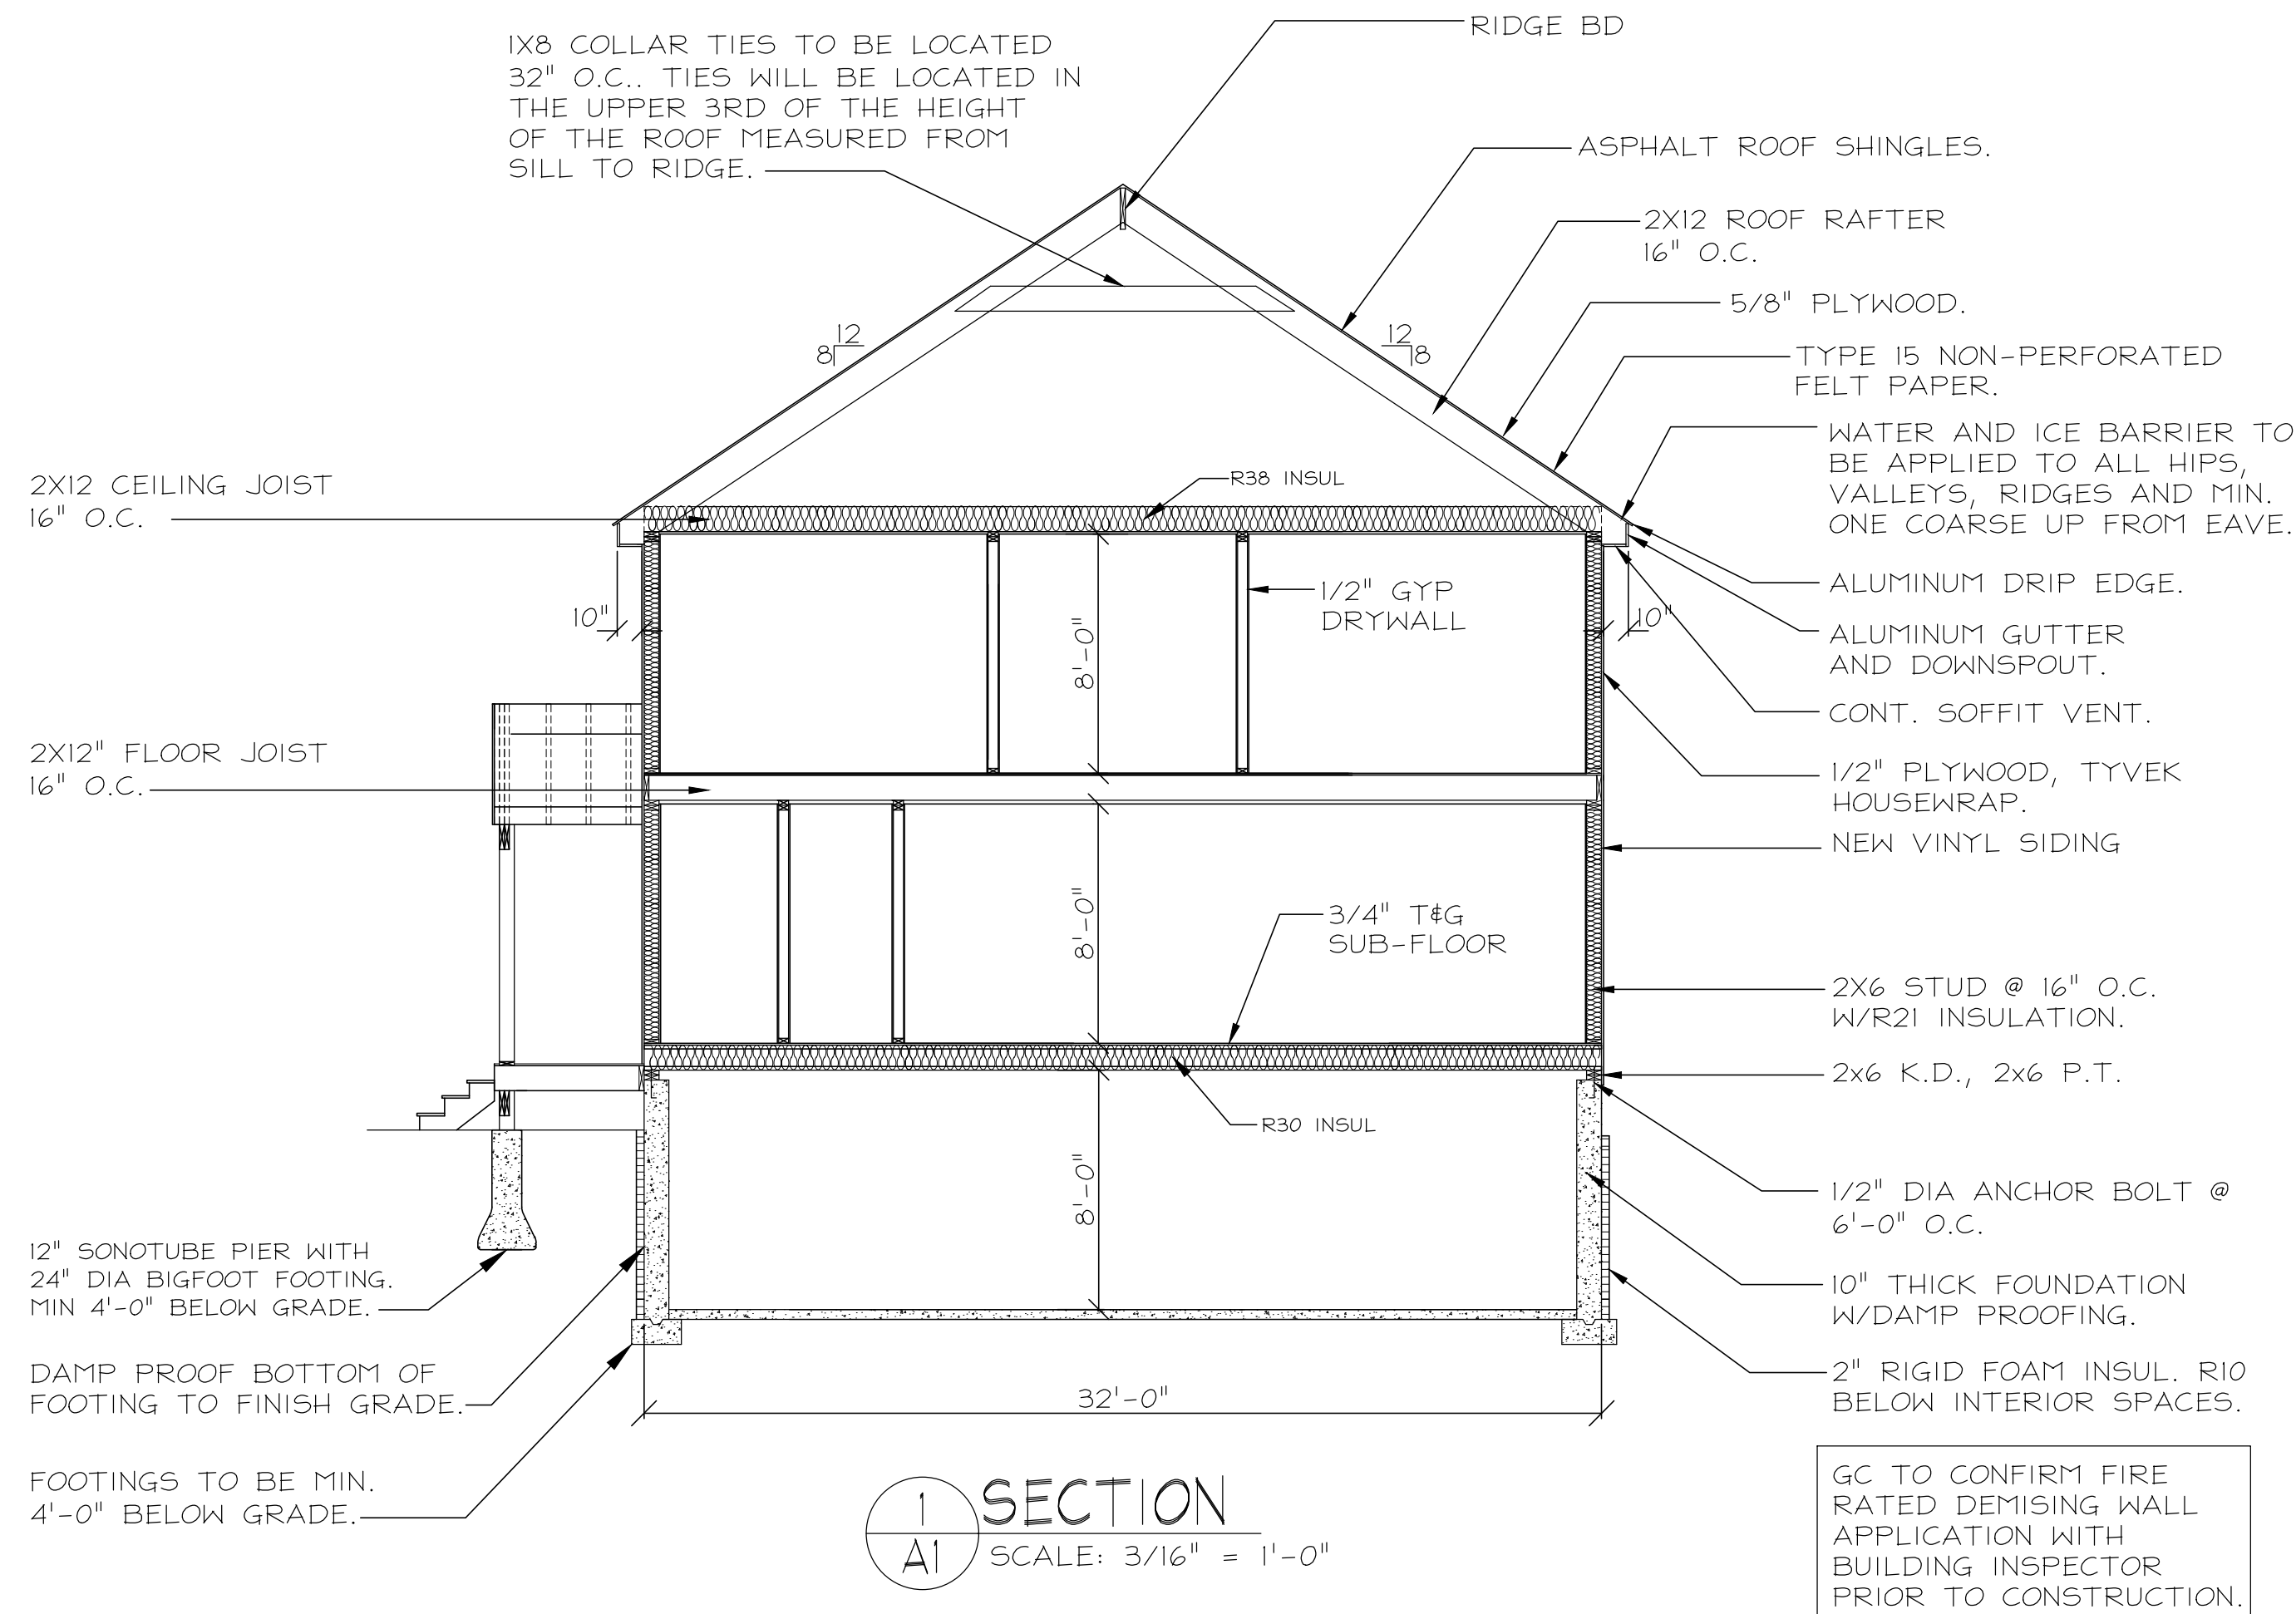 1X8 COLLAR TIES TO BE LOCATED
32" O.C.. TIES WILL BE LOCATED IN
THE UPPER 3RD OF THE HEIGHT
OF THE ROOF MEASURED FROM
SILL TO RIDGE.
RIDGE BD
ASPHALT ROOF SHINGLES.
2X12 ROOF RAFTER
16" O.C.
5/8" PLYWOOD.
12
8
12
8
TYPE 15 NON-PERFORATED
FELT PAPER.
WATER AND ICE BARRIER TO
BE APPLIED TO ALL HIPS,
VALLEYS, RIDGES AND MIN.
ONE COARSE UP FROM EAVE.
2X12 CEILING JOIST
16" O.C.
R38 INSUL
ALUMINUM DRIP EDGE.
10"
1/2" GYP
DRYWALL
8'-0"
10"
ALUMINUM GUTTER
AND DOWNSPOUT.
CONT. SOFFIT VENT.
2X12" FLOOR JOIST
16" O.C.
1/2" PLYWOOD, TYVEK
HOUSEWRAP.
NEW VINYL SIDING
8'-0"
3/4" T&G
SUB-FLOOR
2X6 STUD @ 16" O.C.
W/R21 INSULATION.
2x6 K.D., 2x6 P.T.
R30 INSUL
8'-0"
1/2" DIA ANCHOR BOLT @
6'-0" O.C.
12" SONOTUBE PIER WITH
24" DIA BIGFOOT FOOTING.
MIN 4'-0" BELOW GRADE.
10" THICK FOUNDATION
W/DAMP PROOFING.
DAMP PROOF BOTTOM OF
FOOTING TO FINISH GRADE.
2" RIGID FOAM INSUL. R10
BELOW INTERIOR SPACES.
32'-0"
FOOTINGS TO BE MIN.
4'-0" BELOW GRADE.
1
A1
SECTION
SCALE: 3/16" = 1'-0"
GC TO CONFIRM FIRE
RATED DEMISING WALL
APPLICATION WITH
BUILDING INSPECTOR
PRIOR TO CONSTRUCTION.